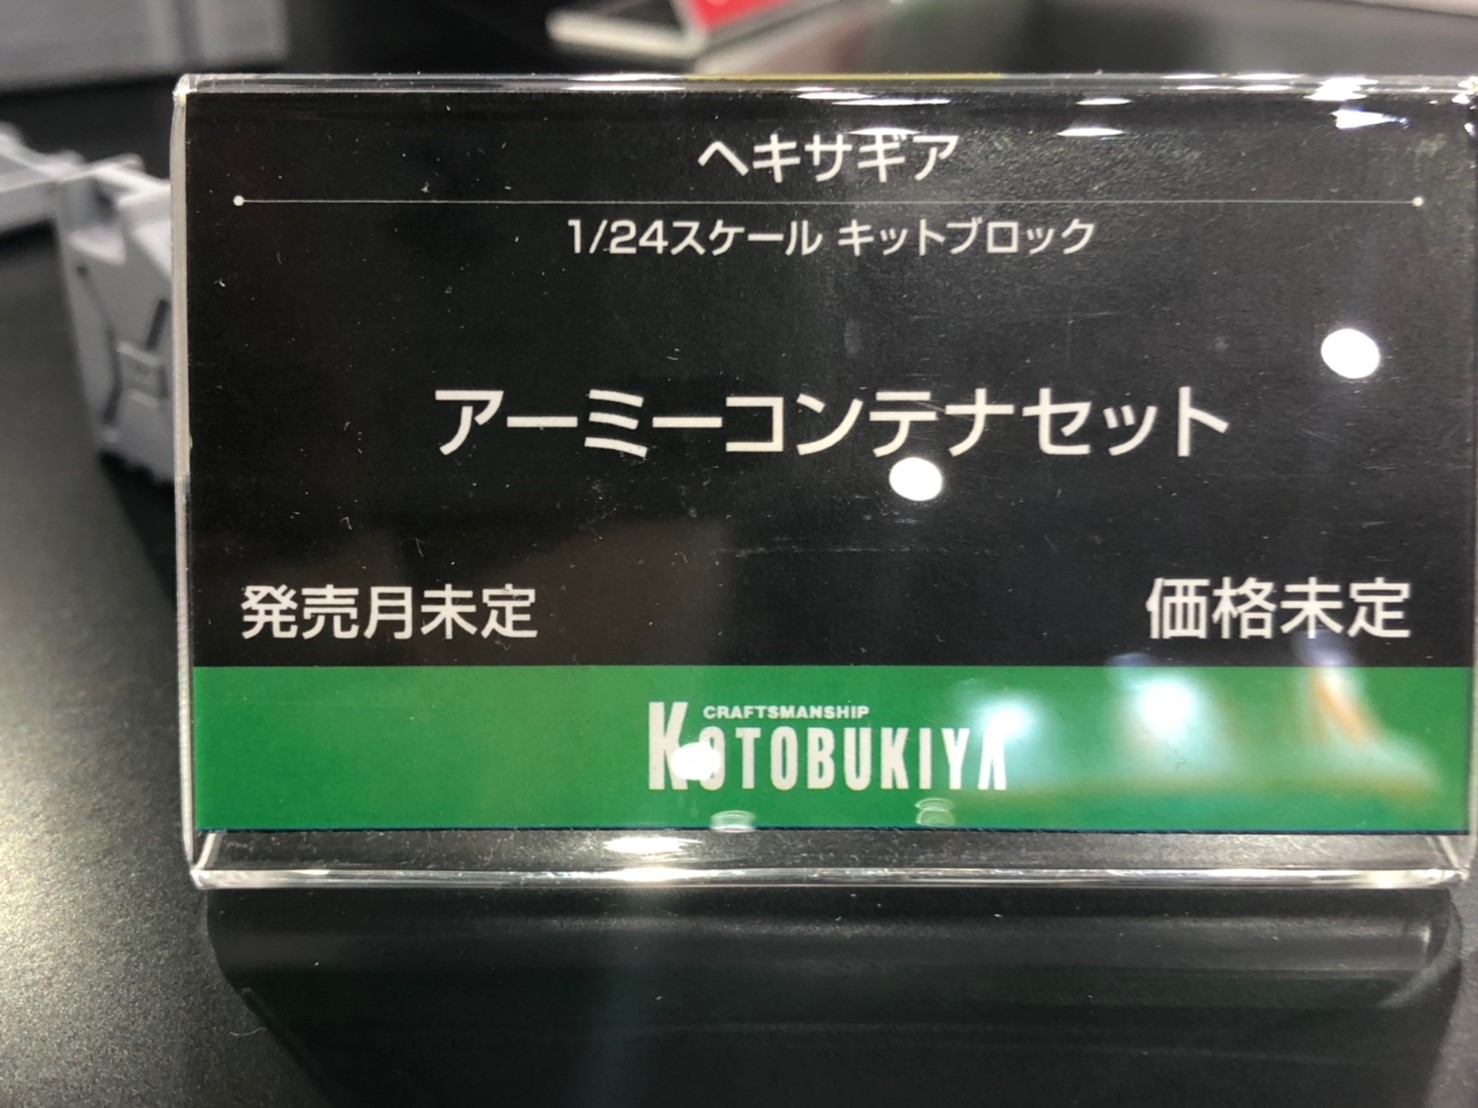 ヘキサギア
1/24スケール キットブロック
アーミーコンテナセット
発売月未定
価格未定
CRAFTSMANSHIP
KOTOBUKIYA